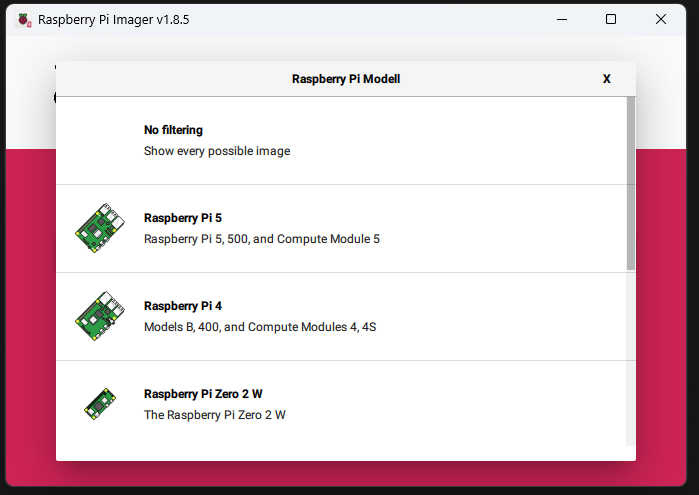 Raspberry Pi Imager v1.8.5
Raspberry Pi Modell
X
No filtering
Show every possible image
Raspberry Pi 5
Raspberry Pi 5, 500, and Compute Module 5
Raspberry Pi 4
Models B, 400, and Compute Modules 4, 4S
Raspberry Pi Zero 2 W
The Raspberry Pi Zero 2 W